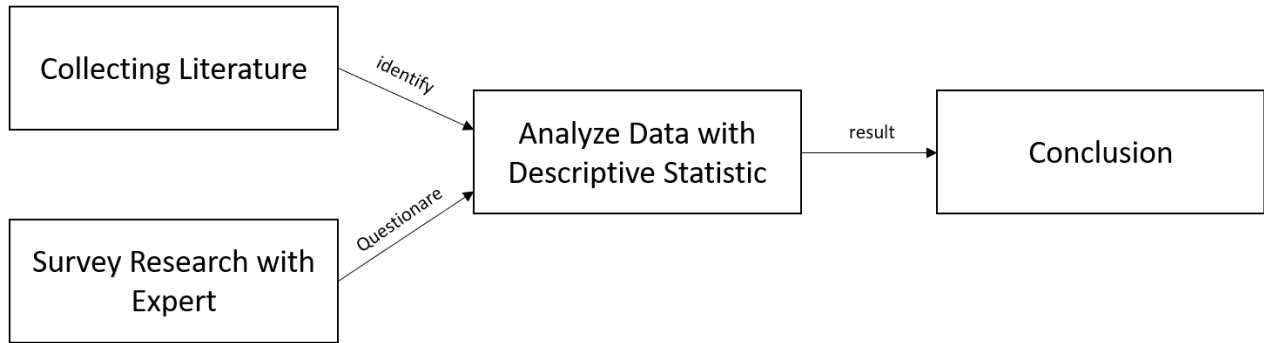 Collecting Literature
identify
Survey Research with
Expert
Questionare
Analyze Data with
Descriptive Statistic
result
Conclusion